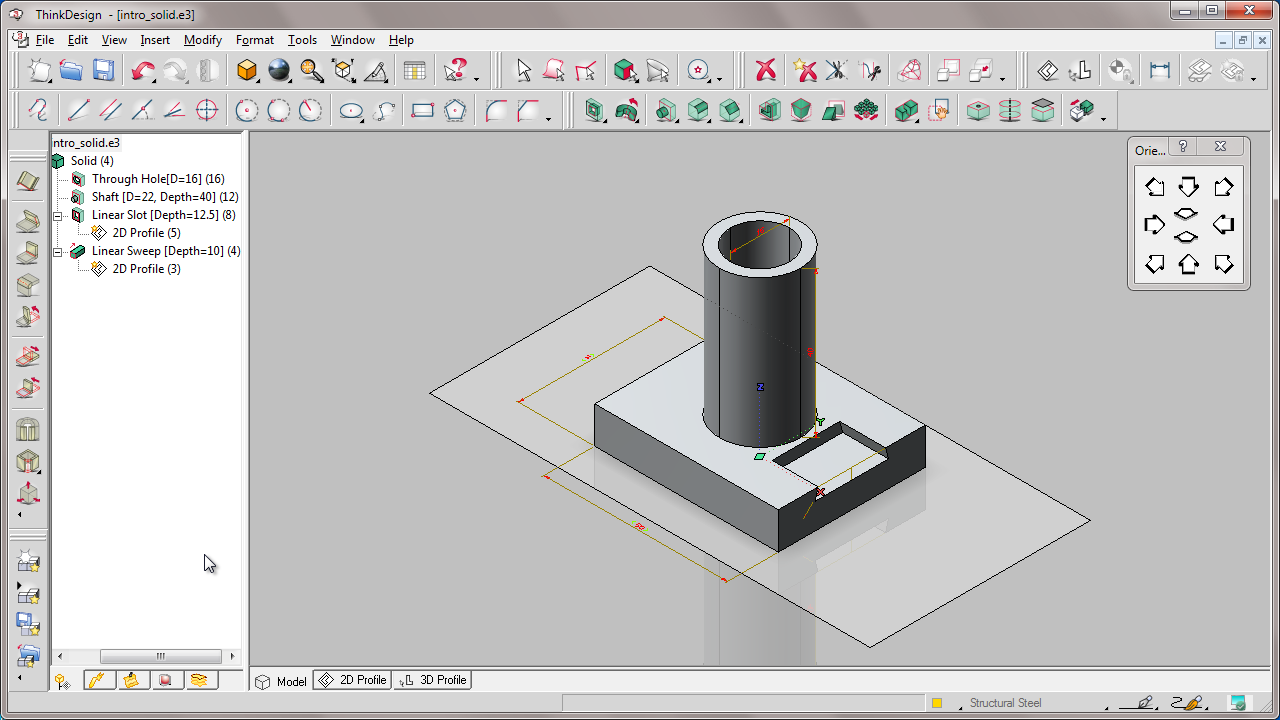 ThinkDesign - [intro_solid.e3]
File Edit View Insert Modify Format Tools Window Help
ntro_solid.e3
Solid (4)
Through Hole[D=16] (16)
Shaft [D=22, Depth=40] (12)
Linear Slot [Depth=12.5] (8)
2D Profile (5)
Linear Sweep [Depth=10] (4)
2D Profile (3)
Orie...
Z
Y
X
Model 2D Profile 3D Profile
Structural Steel